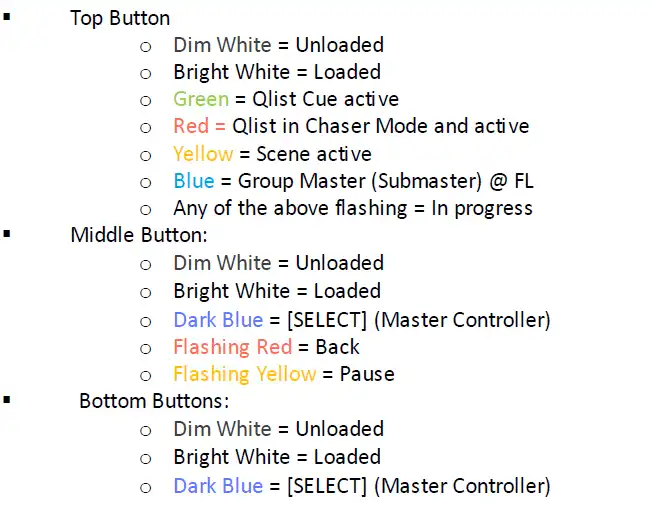 ▪ Top Button
o Dim White = Unloaded
o Bright White = Loaded
o Green = Qlist Cue active
o Red = Qlist in Chaser Mode and active
o Yellow = Scene active
o Blue = Group Master (Submaster) @ FL
o Any of the above flashing = In progress
▪ Middle Button:
o Dim White = Unloaded
o Bright White = Loaded
o Dark Blue = [SELECT] (Master Controller)
o Flashing Red = Back
o Flashing Yellow = Pause
▪ Bottom Buttons:
o Dim White = Unloaded
o Bright White = Loaded
o Dark Blue = [SELECT] (Master Controller)